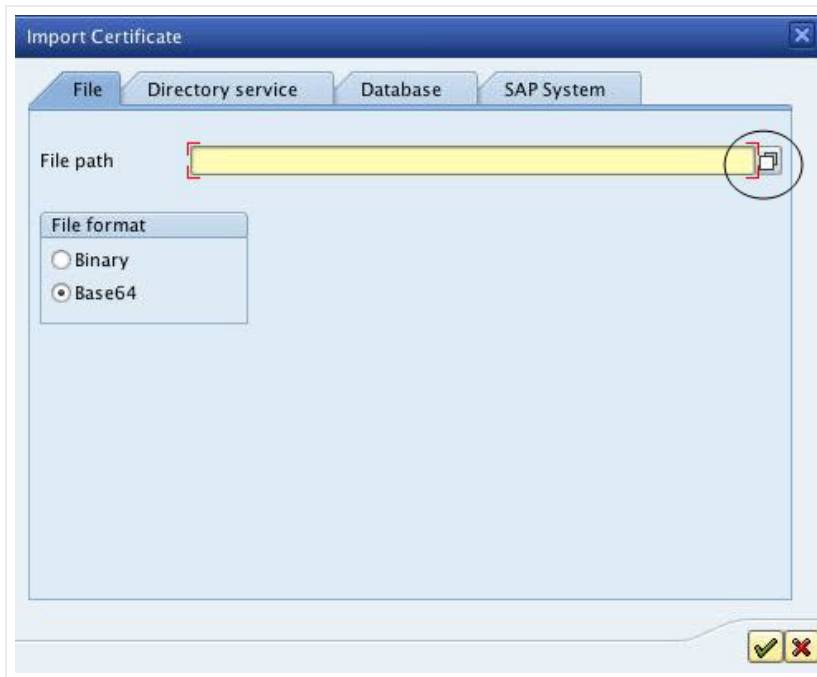 Import Certificate
File Directory service Database SAP System
File path
File format
Binary
Base64